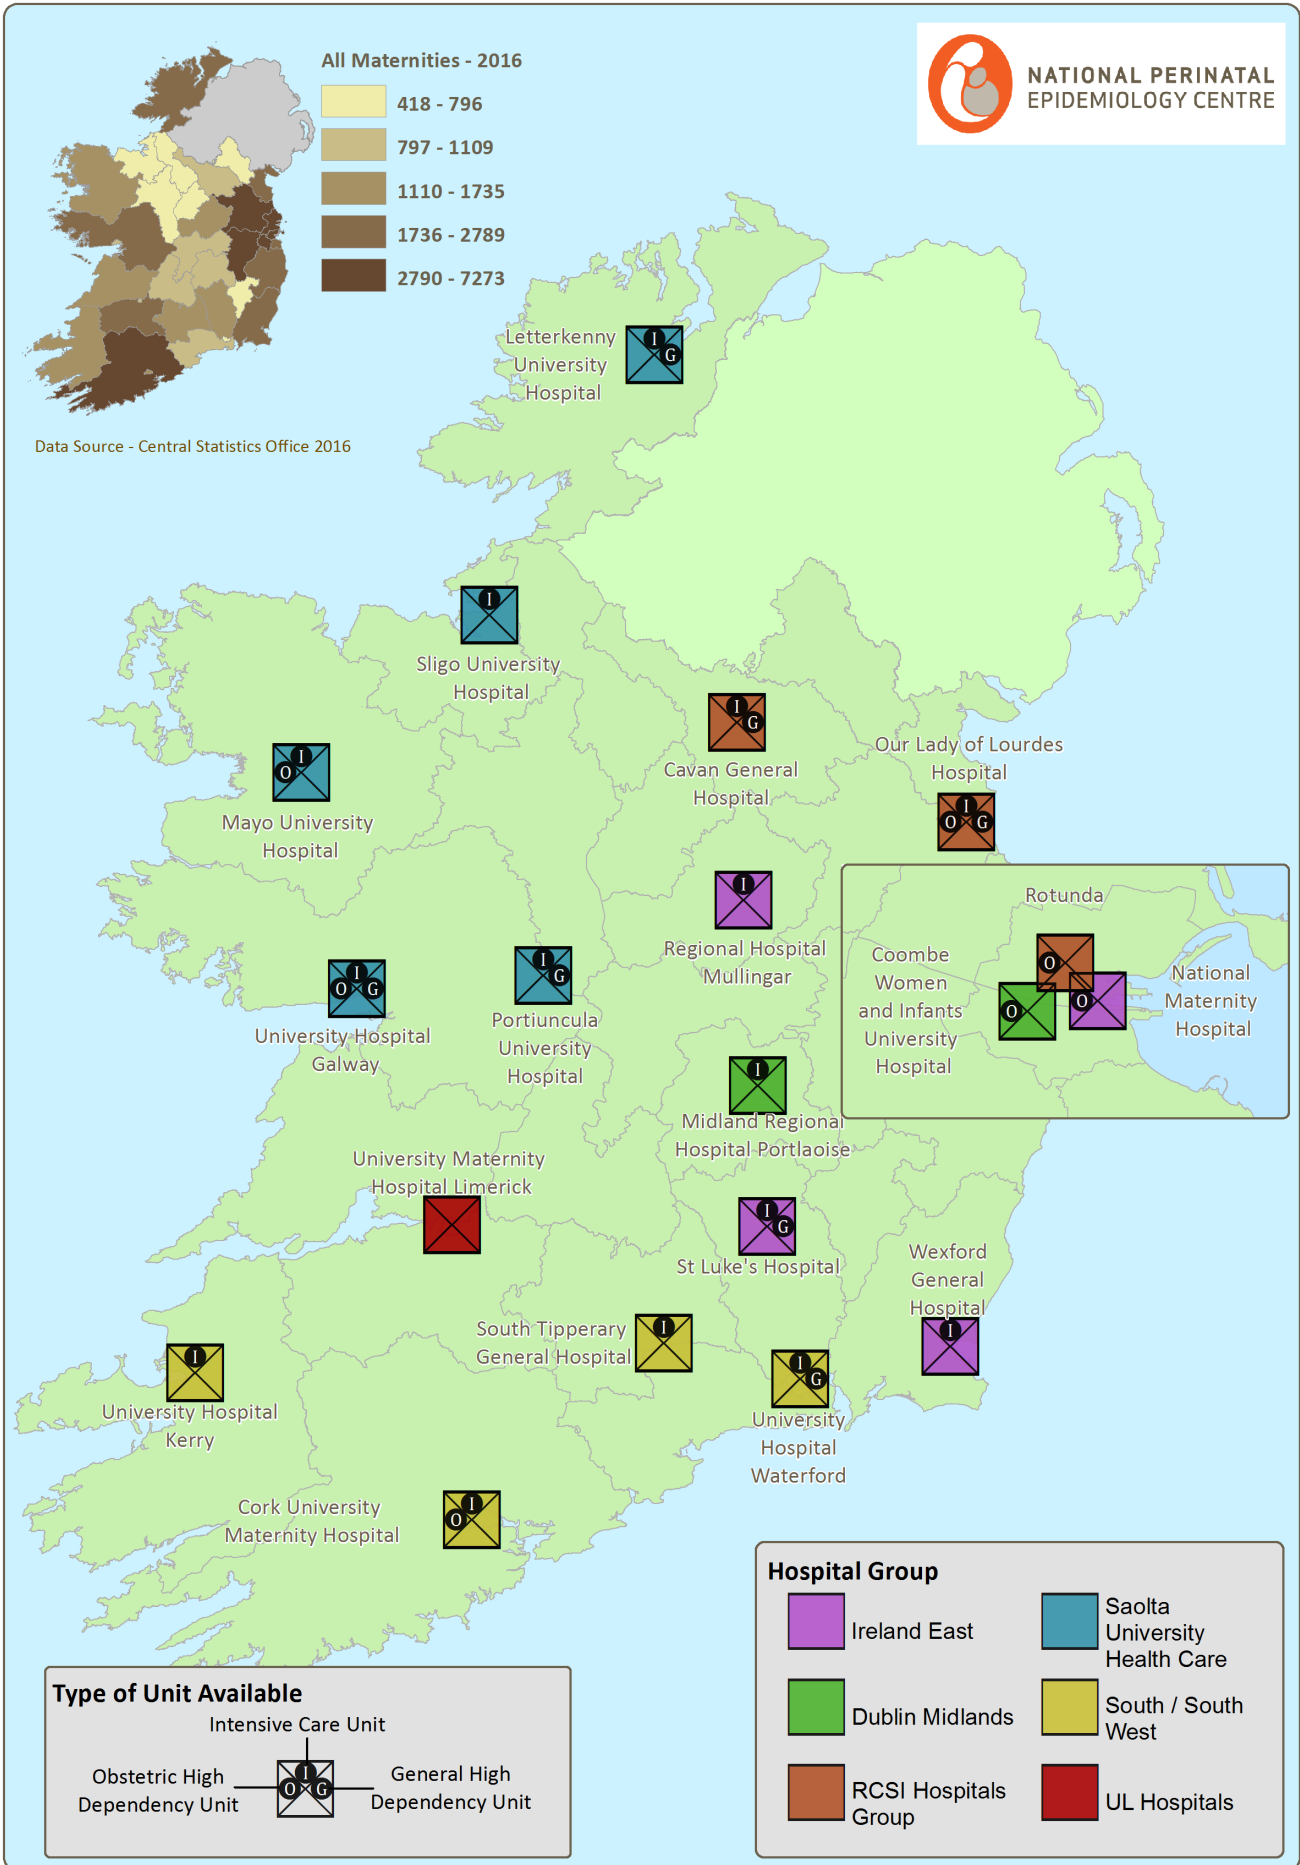 All Maternities - 2016
418 - 796
797 - 1109
1110 - 1735
1736 - 2789
2790 - 7273
NATIONAL PERINATAL
EPIDEMIOLOGY CENTRE
Data Source - Central Statistics Office 2016
Letterkenny
University
Hospital
I
G
I
Sligo University
Hospital
I
G
Cavan General
Hospital
Our Lady of Lourdes
Hospital
I
O
G
I
O
Mayo University
Hospital
I
Regional Hospital
Mullingar
Rotunda
O
Coombe
Women
and Infants
University
Hospital
O
O
National
Maternity
Hospital
I
O
G
University Hospital
Galway
I
G
Portiuncula
University
Hospital
I
Midland Regional
Hospital Portlaoise
University Maternity
Hospital Limerick
I
G
St Luke's Hospital
Wexford
General
Hospital
I
South Tipperary
General Hospital
I
I
G
University
Hospital
Waterford
I
University Hospital
Kerry
Cork University
Maternity Hospital
I
O
Type of Unit Available
Intensive Care Unit
Obstetric High
Dependency Unit
I
O
G
General High
Dependency Unit
Hospital Group
Ireland East
Saolta
University
Health Care
Dublin Midlands
South / South
West
RCSI Hospitals
Group
UL Hospitals